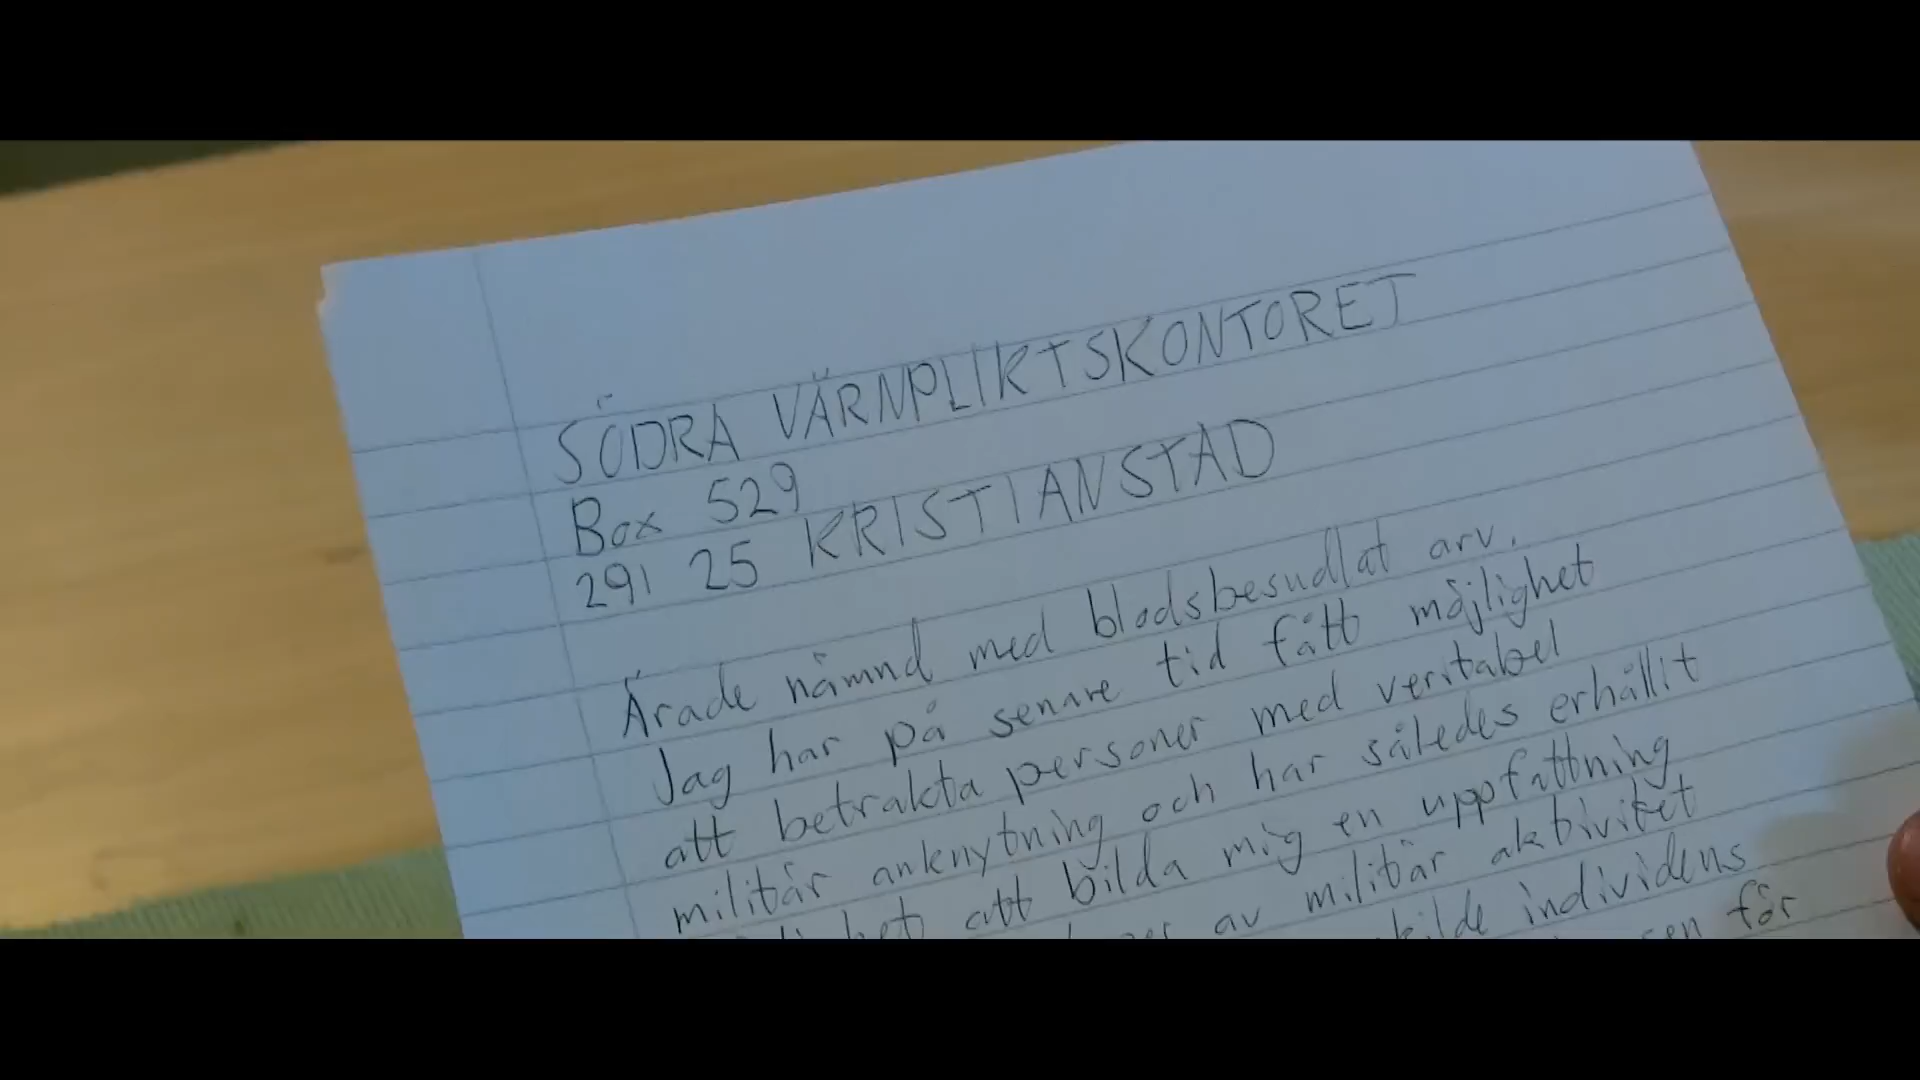 SÖDRA VÄRNPLIKTSKONTORET
Box 529
291 25 KRISTIANSTAD
Ärade nämnd med blodsbesudlat arv.
Jag har på senare tid fått möjlighet
att betrakta personer med veritabel
militär anknytning och har således erhållit
att bilda mig en uppfattning
av militär aktivitet
individens
för